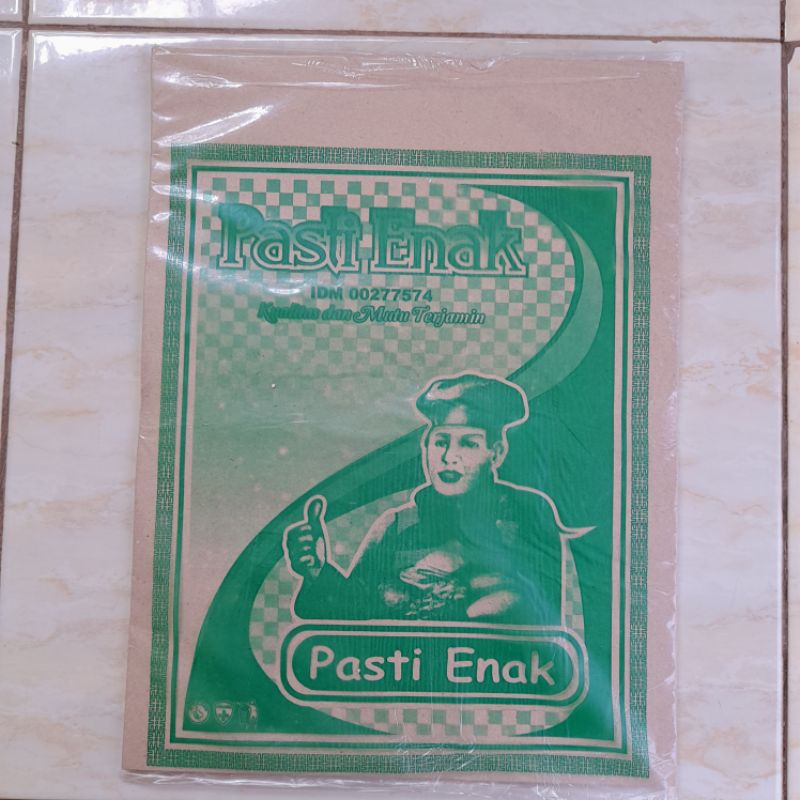 Pasti Enak
IDM 00277574
Kualitas dan Mutu Terjamin
Pasti Enak